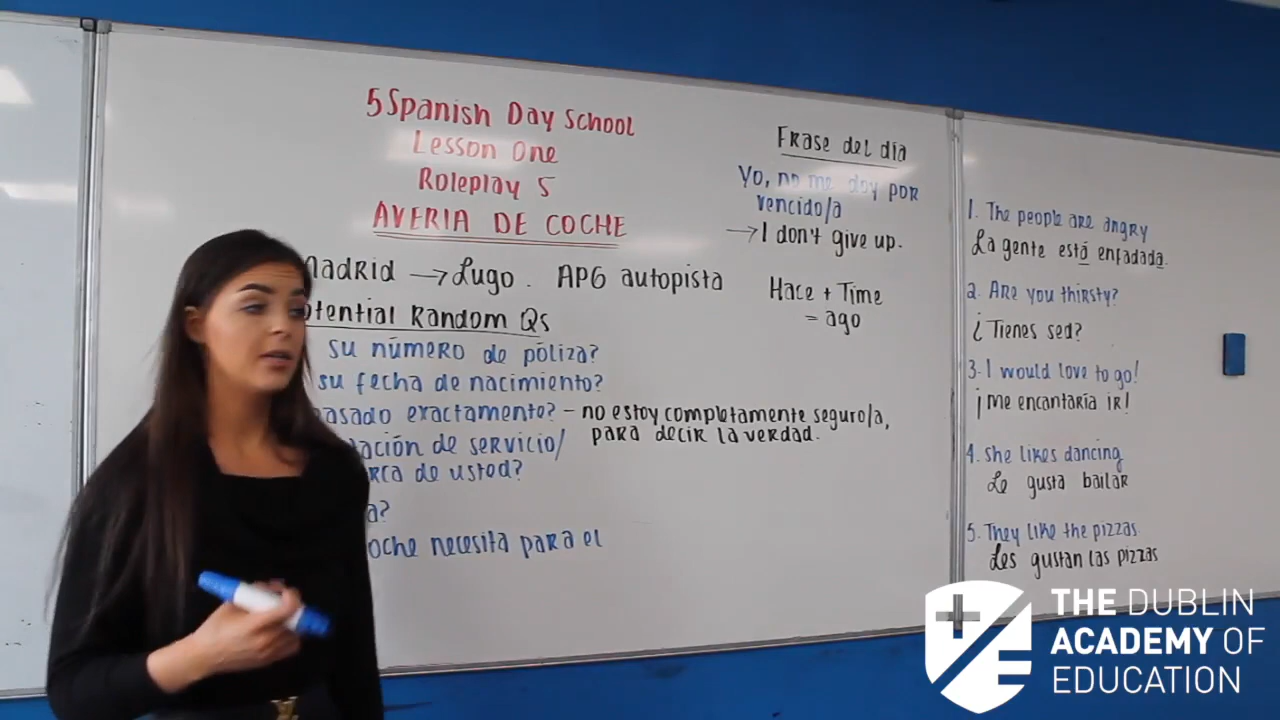 5 Spanish Day School
Lesson One
Roleplay 5
AVERIA DE COCHE
Madrid → Lugo. AP6 autopista
otential Random Qs
su número de póliza?
su fecha de nacimiento?
pasado exactamente? - no estoy completamente seguro/a,
para decir la verdad.
tación de servicio/
rca de usted?
a?
oche necesita para el
Frase del día
Yo, no me doy por
vencido/a
→ I don't give up.
Hace + Time
= ago
1. The people are angry
La gente está enfadada.
2. Are you thirsty?
¿Tienes sed?
3. I would love to go!
¡Me encantaría ir!
4. She likes dancing
Le gusta bailar
5. They like the pizzas.
Les gustan las pizzas
THE DUBLIN
ACADEMY OF
EDUCATION